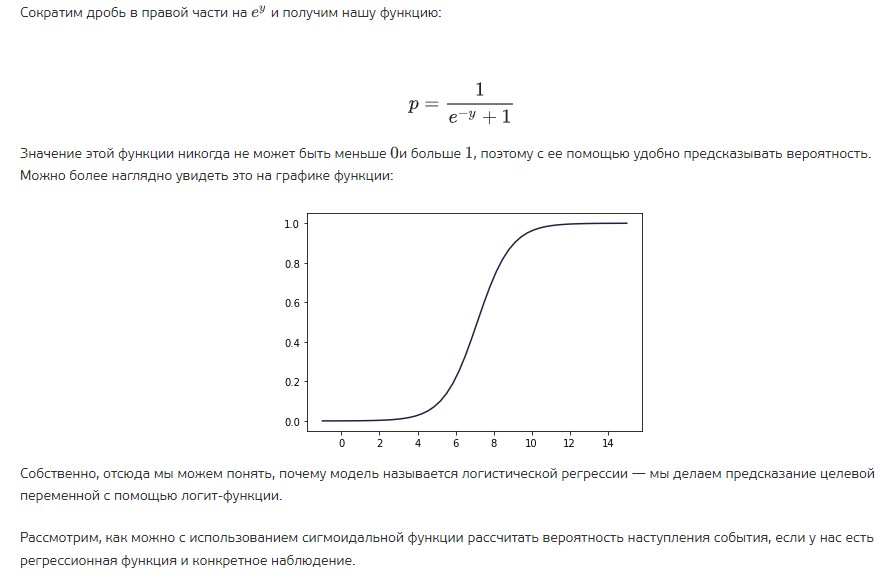 Сократим дробь в правой части на e^y и получим нашу функцию:
p = 1 / (e^{-y} + 1)
Значение этой функции никогда не может быть меньше 0и больше 1, поэтому с ее помощью удобно предсказывать вероятность.
Можно более наглядно увидеть это на графике функции:
1.0
0.8
0.6
0.4
0.2
0.0
0 2 4 6 8 10 12 14
Собственно, отсюда мы можем понять, почему модель называется логистической регрессии — мы делаем предсказание целевой
переменной с помощью логит-функции.
Рассмотрим, как можно с использованием сигмоидальной функции рассчитать вероятность наступления события, если у нас есть
регрессионная функция и конкретное наблюдение.